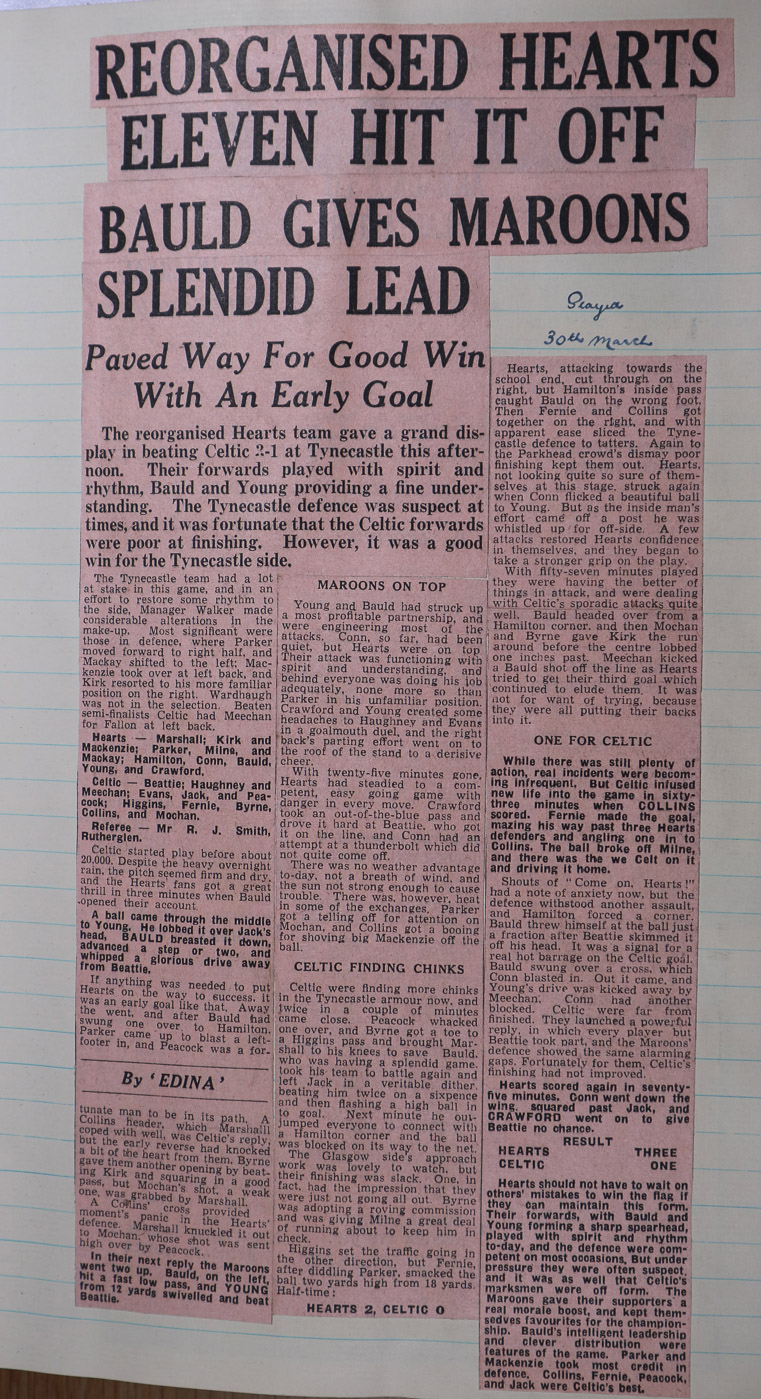 REORGANISED HEARTS
ELEVEN HIT IT OFF
BAULD GIVES MAROONS
SPLENDID LEAD
Paved Way For Good Win
With An Early Goal
The reorganised Hearts team gave a grand dis-
play in beating Celtic 2-1 at Tynecastle this after-
noon. Their forwards played with spirit and
rhythm, Bauld and Young providing a fine under-
standing. The Tynecastle defence was suspect at
times, and it was fortunate that the Celtic forwards
were poor at finishing. However, it was a good
win for the Tynecastle side.
The Tynecastle team had a lot
at stake in this game, and in an
effort to restore some rhythm to
the side, Manager Walker made
considerable alterations in the
make-up. Most significant were
those in defence, where Parker
moved forward to right half, and
Mackay shifted to the left; Mac-
kenzie took over at left back, and
Kirk resorted to his more familiar
position on the right. Wardhaugh
was not in the selection. Beaten
semi-finalists Celtic had Meechan
for Fallon at left back.
Hearts — Marshall; Kirk and
Mackenzie; Parker, Milne, and
Mackay; Hamilton, Conn, Bauld,
Young, and Crawford.
Celtic — Beattie; Haughney and
Meechan; Evans, Jack, and Pea-
cock; Higgins, Fernie, Byrne,
Collins, and Mochan.
Referee — Mr R. J. Smith,
Rutherglen.
Celtic started play before about
20,000. Despite the heavy overnight
rain, the pitch seemed firm and dry,
and the Hearts' fans got a great
thrill in three minutes when Bauld
opened their account.
A ball came through the middle
to Young. He lobbed it over Jack's
head, BAULD breasted it down,
advanced a step or two, and
whipped a glorious drive away
from Beattie.
If anything was needed to put
Hearts on the way to success, it
was an early goal like that. Away
the went, and after Bauld had
swung one over to Hamilton,
Parker came up to blast a left-
footer in, and Peacock was a for-
By 'EDINA'
tunate man to be in its path. A
Collins header, which Marshall
coped with well, was Celtic's reply,
but the early reverse had knocked
a bit of the heart from them. Byrne
gave them another opening by beat-
ing Kirk and squaring in a good
pass, but Mochan's shot, a weak
one, was grabbed by Marshall.
A Collins' cross provided
moment's panic in the Hearts'
defence. Marshall knuckled it out
to Mochan, whose shot was sent
high over by Peacock.
In their next reply the Maroons
went two up. Bauld, on the left,
hit a fast low pass, and YOUNG
from 12 yards swivelled and beat
Beattie.
MAROONS ON TOP
Young and Bauld had struck up
a most profitable partnership, and
were engineering most of the
attacks. Conn, so far, had been
quiet, but Hearts were on top
Their attack was functioning with
spirit and understanding, and
behind everyone was doing his job
adequately, none more so than
Parker in his unfamiliar position.
Crawford and Young created some
headaches to Haughney and Evans
in a goalmouth duel, and the right
back's parting effort went on to
the roof of the stand to a derisive
cheer.
With twenty-five minutes gone,
Hearts had steadied to a com-
petent, easy going game with
danger in every move. Crawford
took an out-of-the-blue pass and
drove it hard at Beattie, who got
it on the line, and Conn had an
attempt at a thunderbolt which did
not quite come off.
There was no weather advantage
to-day, not a breath of wind, and
the sun not strong enough to cause
trouble. There was, however, heat
in some of the exchanges. Parker
got a telling off for attention on
Mochan, and Collins got a booing
for shoving big Mackenzie off the
ball.
CELTIC FINDING CHINKS
Celtic were finding more chinks
in the Tynecastle armour now, and
twice in a couple of minutes
came close. Peacock whacked
one over, and Byrne got a toe to
a Higgins pass and brought Mar-
shall to his knees to save. Bauld,
who was having a splendid game,
took his team to battle again and
left Jack in a veritable dither,
beating him twice on a sixpence
and then flashing a high ball in
to goal. Next minute he out-
jumped everyone to connect with
a Hamilton corner and the ball
was blocked on its way to the net.
The Glasgow side's approach
work was lovely to watch, but
their finishing was slack. One, in
fact, had the impression that they
were just not going all out. Byrne
was adopting a roving commission
and was giving Milne a great deal
of running about to keep him in
check.
Higgins set the traffic going in
the other direction, but Fernie,
after diddling Parker, smacked the
ball two yards high from 18 yards.
Half-time:
HEARTS 2, CELTIC 0
30th March
Hearts, attacking towards the
school end, cut through on the
right, but Hamilton's inside pass
caught Bauld on the wrong foot.
Then Fernie and Collins got
together on the right, and with
apparent ease sliced the Tyne-
castle defence to tatters. Again to
the Parkhead crowd's dismay poor
finishing kept them out. Hearts,
not looking quite so sure of them-
selves at this stage, struck again
when Conn flicked a beautiful ball
to Young. But as the inside man's
effort came off a post he was
whistled up for off-side. A few
attacks restored Hearts confidence
in themselves, and they began to
take a stronger grip on the play.
With fifty-seven minutes played
they were having the better of
things in attack, and were dealing
with Celtic's sporadic attacks quite
well. Bauld headed over from a
Hamilton corner, and then Mochan
and Byrne gave Kirk the run
around before the centre lobbed
one inches past. Meechan kicked
a Bauld shot off the line as Hearts
tried to get their third goal which
continued to elude them. It was
not for want of trying, because
they were all putting their backs
into it.
ONE FOR CELTIC
While there was still plenty of
action, real incidents were becom-
ing infrequent. But Celtic infused
new life into the game in sixty-
three minutes when COLLINS
scored. Fernie made the goal,
mazing his way past three Hearts
defenders and angling one in to
Collins. The ball broke off Milne,
and there was the we Celt on it
and driving it home.
Shouts of "Come on, Hearts!"
had a note of anxiety now, but the
defence withstood another assault,
and Hamilton forced a corner.
Bauld threw himself at the ball just
a fraction after Beattie skimmed it
off his head. It was a signal for a
real hot barrage on the Celtic goal.
Bauld swung over a cross, which
Conn blasted in. Out it came, and
Young's drive was kicked away by
Meechan. Conn had another
blocked. Celtic were far from
finished. They launched a powerful
reply, in which every player but
Beattie took part, and the Maroons'
defence showed the same alarming
gaps. Fortunately for them, Celtic's
finishing had not improved.
Hearts scored again in seventy-
five minutes. Conn went down the
wing, squared past Jack, and
CRAWFORD went on to give
Beattie no chance.
RESULT
HEARTS THREE
CELTIC ONE
Hearts should not have to wait on
others' mistakes to win the flag if
they can maintain this form.
Their forwards, with Bauld and
Young forming a sharp spearhead,
played with spirit and rhythm
to-day, and the defence were com-
petent on most occasions. But under
pressure they were often suspect,
and it was as well that Celtic's
marksmen were off form. The
Maroons gave their supporters a
real morale boost, and kept them-
sedves favourites for the champion-
ship. Bauld's intelligent leadership
and clever distribution were
features of the game. Parker and
Mackenzie took most credit in
defence. Collins, Fernie, Peacock,
and Jack were Celtic's best.